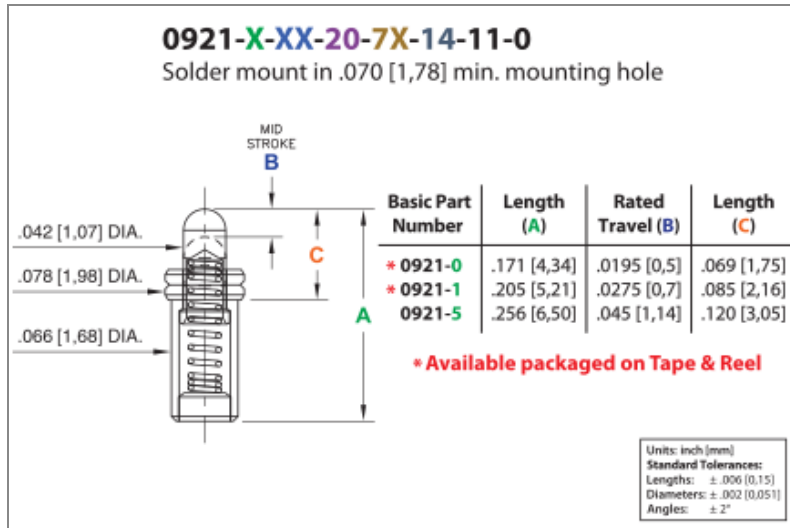 0921-X-XX-20-7X-14-11-0
Solder mount in .070 [1,78] min. mounting hole
MID
STROKE
B
.042 [1,07] DIA.
.078 [1,98] DIA.
.066 [1,68] DIA.
C
A
Basic Part Number Length (A) Rated Travel (B) Length (C)
* 0921-0 .171 [4,34] .0195 [0,5] .069 [1,75]
* 0921-1 .205 [5,21] .0275 [0,7] .085 [2,16]
0921-5 .256 [6,50] .045 [1,14] .120 [3,05]
* Available packaged on Tape & Reel
Units: inch [mm]
Standard Tolerances:
Lengths: ± .006 [0,15]
Diameters: ± .002 [0,051]
Angles: ± 2°